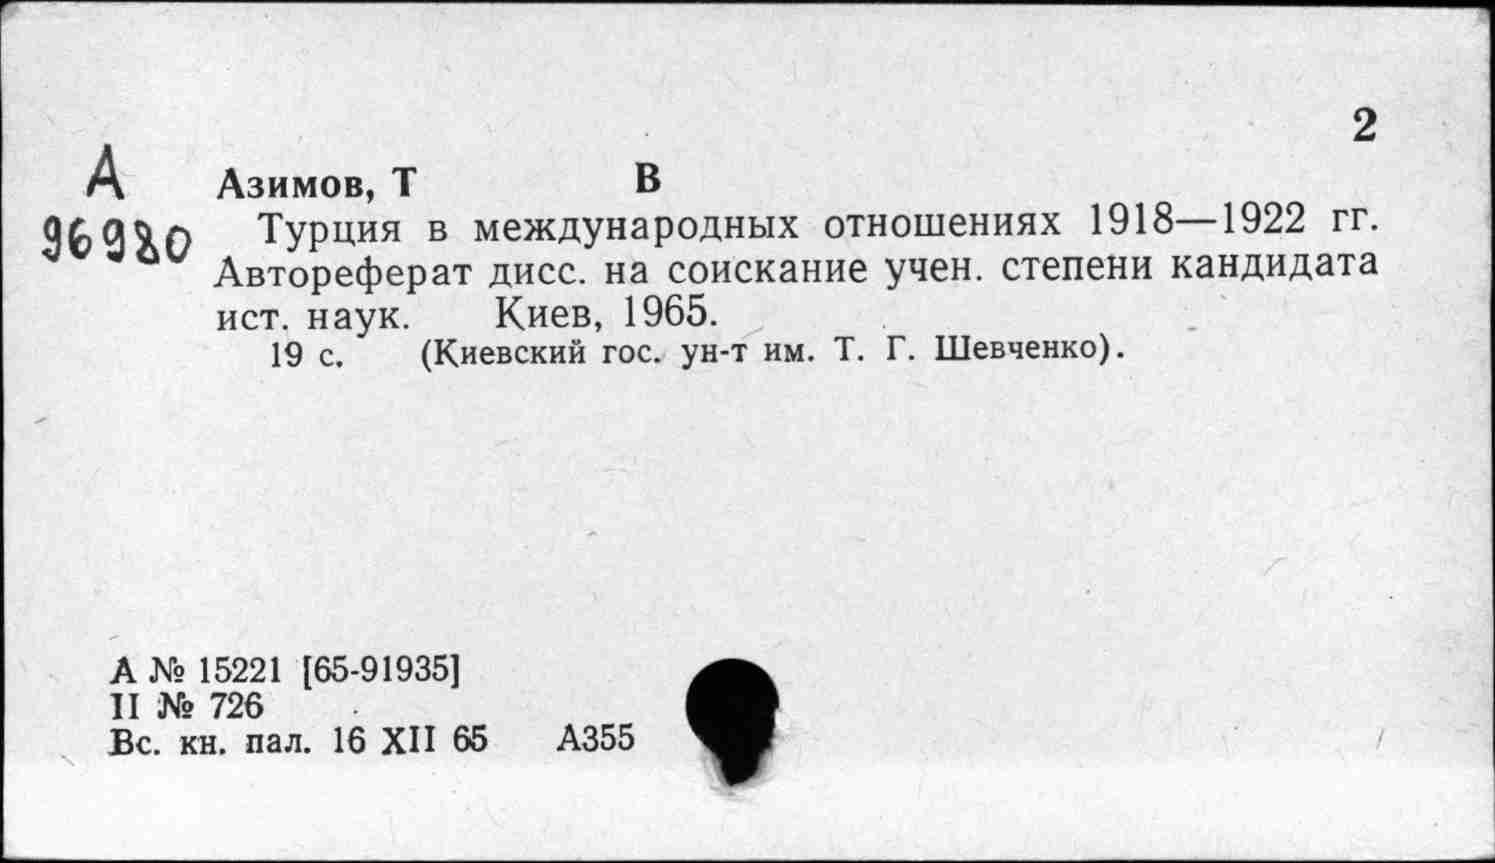 2
А
Азимов, Т В
96980
Турция в международных отношениях 1918—1922 гг.
Автореферат дисс. на соискание учен. степени кандидата
ист. наук. Киев, 1965.
19 с. (Киевский гос. ун-т им. Т. Г. Шевченко).
А № 15221 [65-91935]
II № 726
Вс. кн. пал. 16 XII 65 А355